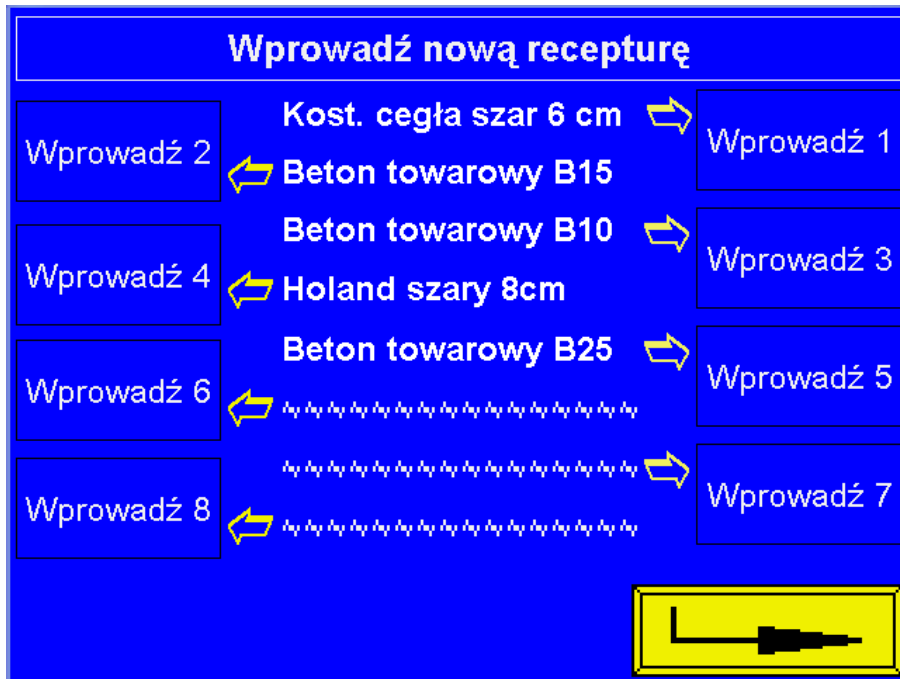 Wprowadź nową recepturę
Kost. cegła szar 6 cm
Wprowadź 1
Wprowadź 2
Beton towarowy B15
Beton towarowy B10
Wprowadź 3
Wprowadź 4
Holand szary 8cm
Beton towarowy B25
Wprowadź 5
Wprowadź 6
Wprowadź 7
Wprowadź 8